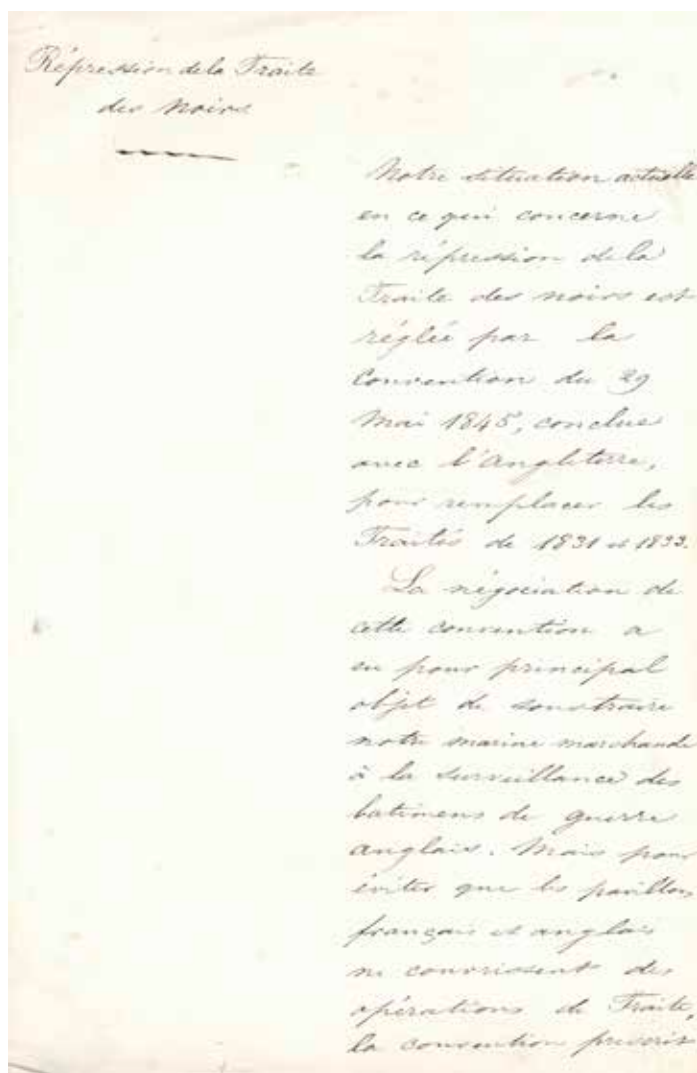 Répression de la Traite
des Noirs
Notre situation actuelle
en ce qui concerne
la répression de la
Traite des noirs est
réglée par la
Convention du 29
Mai 1845, conclue
avec l'Angleterre,
pour remplacer les
Traités de 1831 et 1833.
La négociation de
cette convention a
eu pour principal
objet de soustraire
notre marine marchande
à la surveillance des
batimens de guerre
anglais. Mais pour
éviter que les pavillons
français et anglais
ne couvrissent des
opérations de Traite,
la convention prescrit